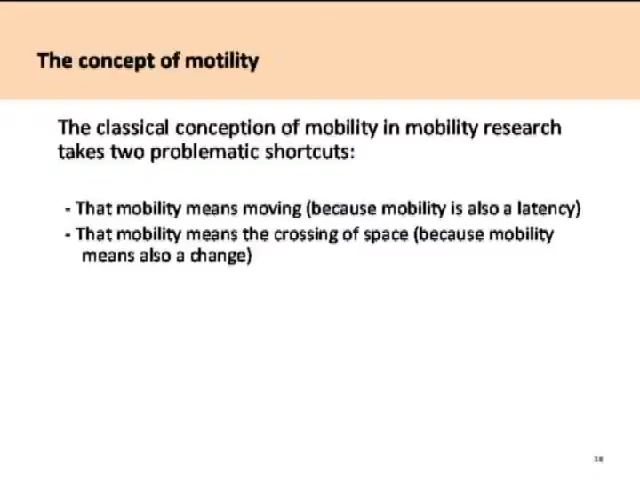 The concept of motility
The classical conception of mobility in mobility research
takes two problematic shortcuts:
- That mobility means moving (because mobility is also a latency)
- That mobility means the crossing of space (because mobility
means also a change)
18